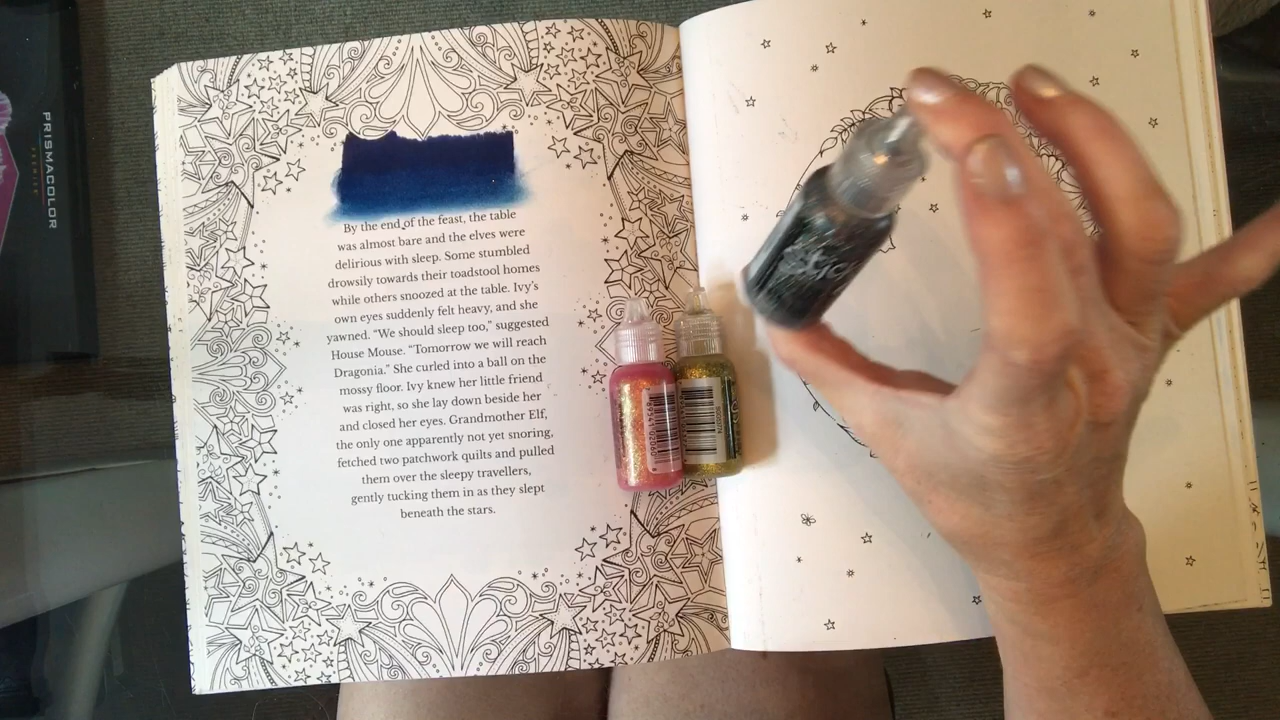 PRISMACOLOR
PREMIER
By the end of the feast, the table
was almost bare and the elves were
delirious with sleep. Some stumbled
drowsily towards their toadstool homes
while others snoozed at the table. Ivy's
own eyes suddenly felt heavy, and she
yawned. "We should sleep too," suggested
House Mouse. "Tomorrow we will reach
Dragonia." She curled into a ball on the
mossy floor. Ivy knew her little friend
was right, so she lay down beside her
and closed her eyes. Grandmother Elf,
the only one apparently not yet snoring,
fetched two patchwork quilts and pulled
them over the sleepy travellers,
gently tucking them in as they slept
beneath the stars.